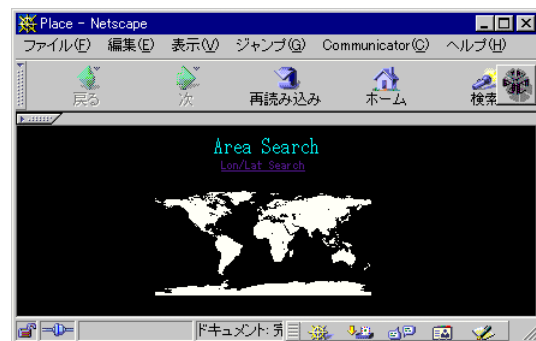 Place - Netscape
ファイル(F) 編集(E) 表示(V) ジャンプ(G) Communicator(C) ヘルプ(H)
戻る 次 再読み込み ホーム 検索
Area Search
Lon/Lat Search
ドキュメント: 完